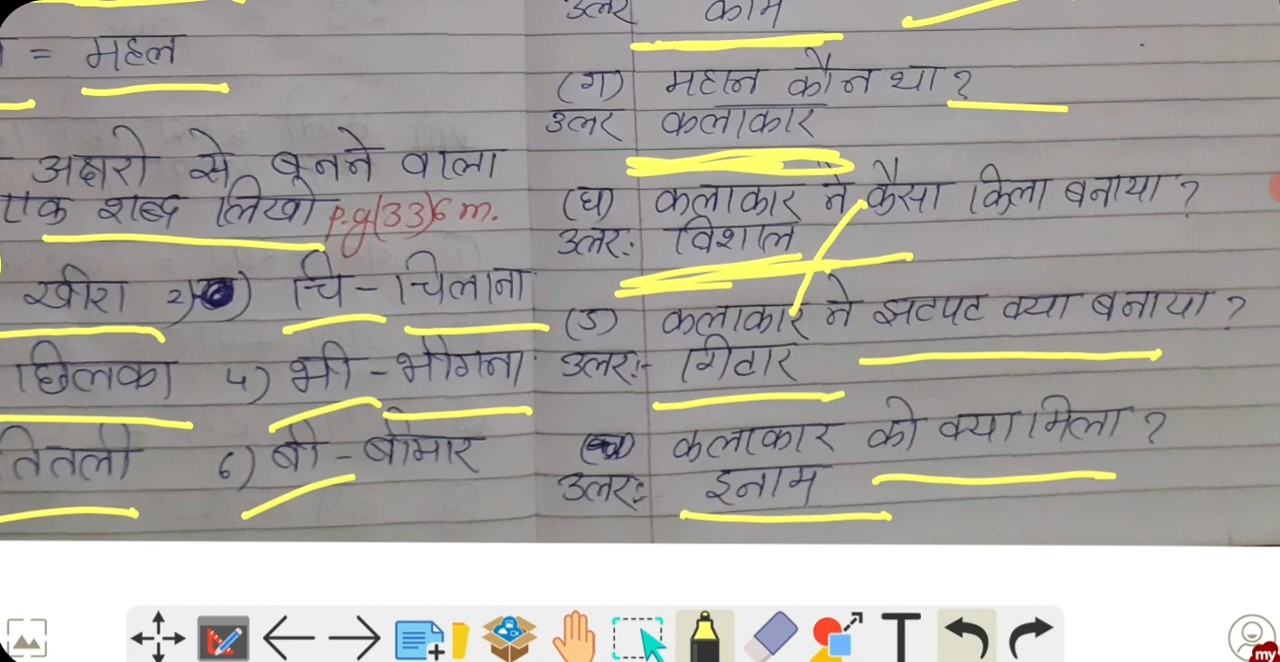 = महल
अक्षरो से बनने वाला
एक शब्द लिखो p.g(33)6 m.
खीरा 2) चि - चिलाना
छिलका 4) भी - भीगना
तितली 6) बी - बीमार
उत्तर काम
(ग) महान कौन था ?
उत्तर कलाकार
(घ) कलाकार ने कैसा किला बनाया ?
उत्तर: विशाल
(ङ) कलाकार ने झटपट क्या बनाया ?
उत्तर:- गिटार
कलाकार को क्या मिला ?
उत्तर: इनाम
T
my